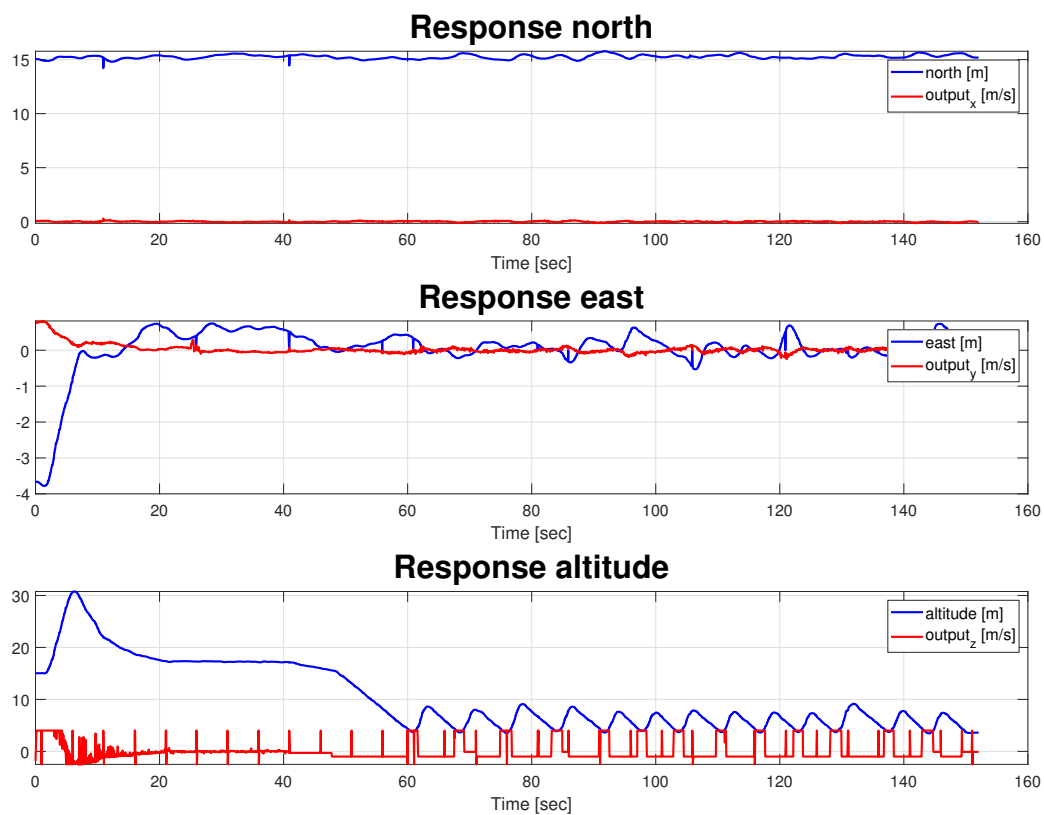 Response north
15
10
5
0
north [m]
output_x [m/s]
0 20 40 60 80 100 120 140 160
Time [sec]
Response east
0
-1
-2
-3
-4
east [m]
output_y [m/s]
0 20 40 60 80 100 120 140 160
Time [sec]
Response altitude
30
20
10
0
altitude [m]
output_z [m/s]
0 20 40 60 80 100 120 140 160
Time [sec]